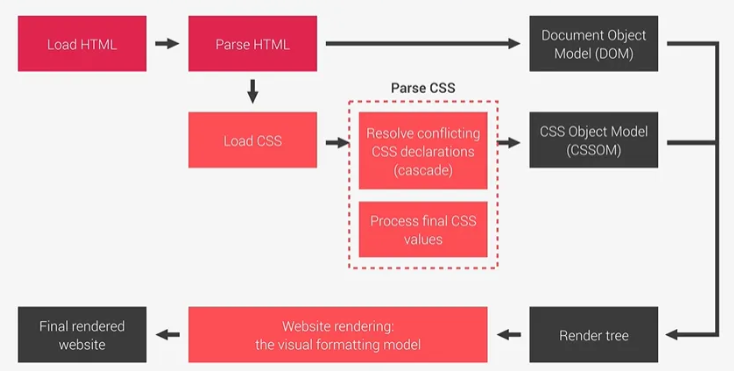 Load HTML
Parse HTML
Document Object
Model (DOM)
Parse CSS
Load CSS
Resolve conflicting
CSS declarations
(cascade)
CSS Object Model
(CSSOM)
Process final CSS
values
Final rendered
website
Website rendering:
the visual formatting model
Render tree